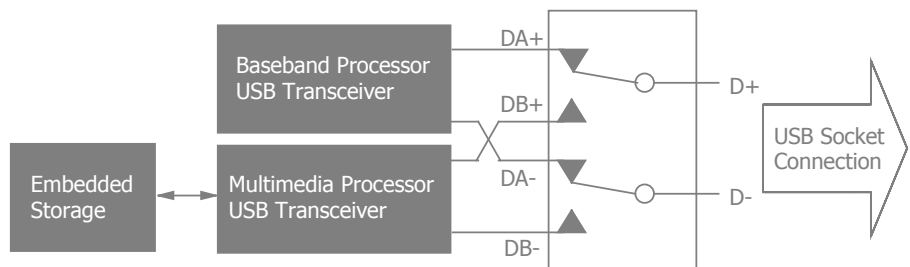 Baseband Processor
USB Transceiver
Embedded
Storage
Multimedia Processor
USB Transceiver
DA+
DB+
DA-
DB-
D+
D-
USB Socket
Connection